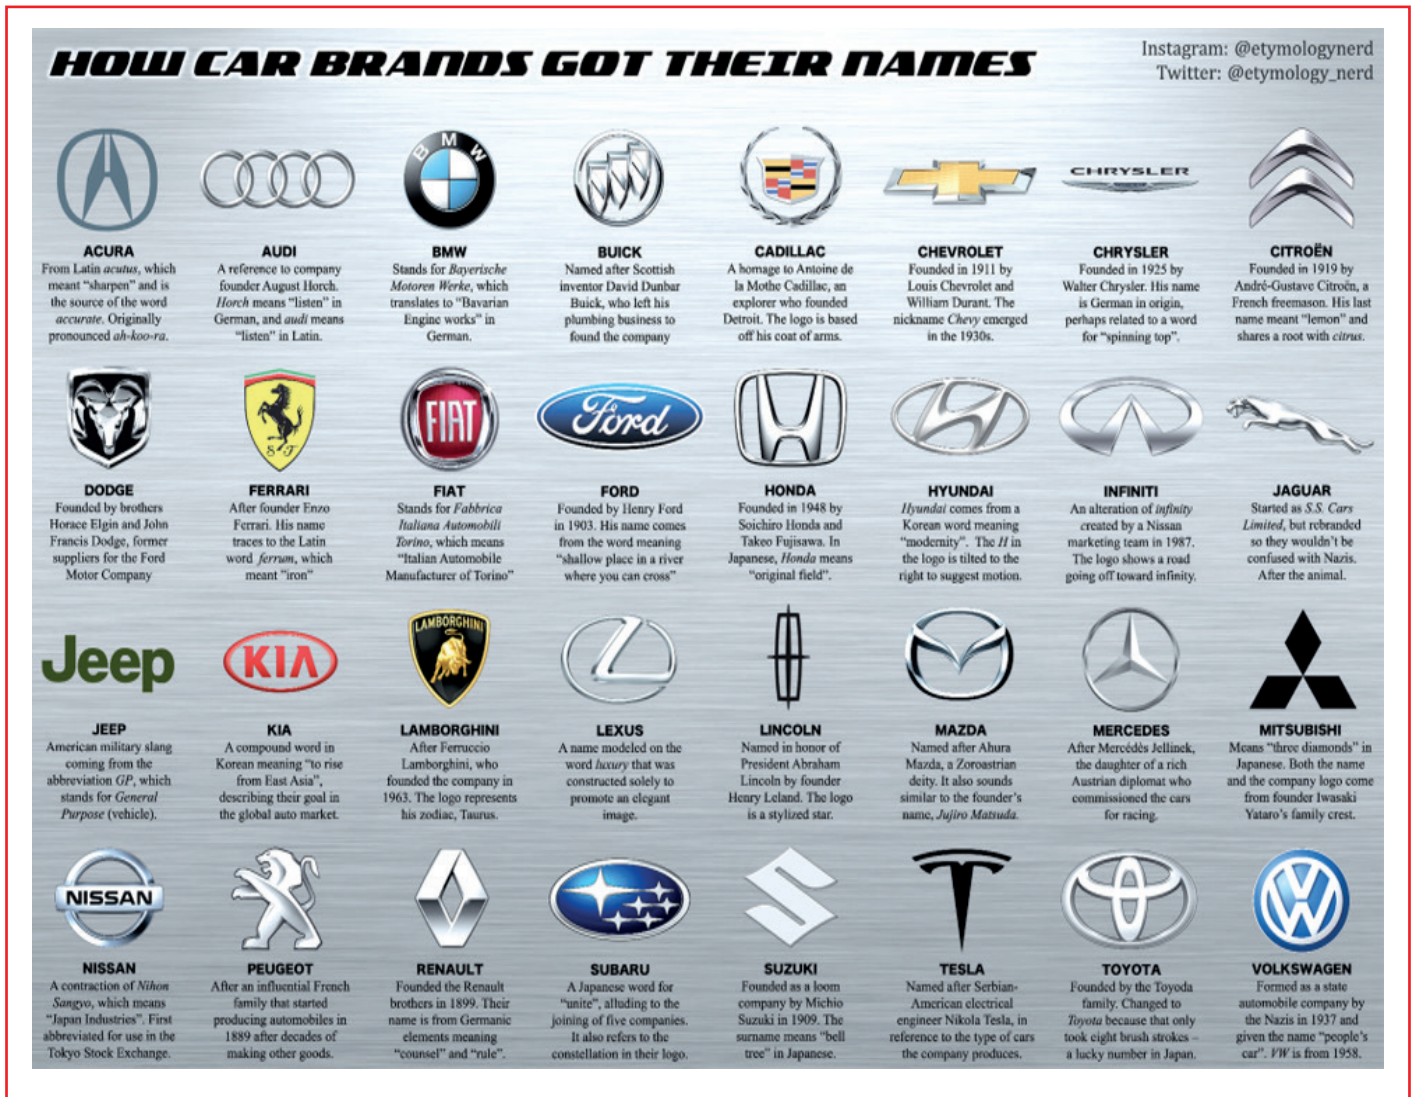 HOW CAR BRANDS GOT THEIR NAMES
Instagram: @etymologynerd
Twitter: @etymology_nerd
BMW
CHRYSLER
ACURA
From Latin acutus, which
meant "sharpen" and is
the source of the word
accurate. Originally
pronounced ah-koo-ra.
AUDI
A reference to company
founder August Horch.
Horch means "listen" in
German, and audi means
"listen" in Latin.
BMW
Stands for Bayerische
Motoren Werke, which
translates to "Bavarian
Engine works" in
German.
BUICK
Named after Scottish
inventor David Dunbar
Buick, who left his
plumbing business to
found the company
CADILLAC
A homage to Antoine de
la Mothe Cadillac, an
explorer who founded
Detroit. The logo is based
off his coat of arms.
CHEVROLET
Founded in 1911 by
Louis Chevrolet and
William Durant. The
nickname Chevy emerged
in the 1930s.
CHRYSLER
Founded in 1925 by
Walter Chrysler. His name
is German in origin,
perhaps related to a word
for "spinning top".
CITROËN
Founded in 1919 by
André-Gustave Citroën, a
French freemason. His last
name meant "lemon" and
shares a root with citrus.
S F
FIAT
Ford
DODGE
Founded by brothers
Horace Elgin and John
Francis Dodge, former
suppliers for the Ford
Motor Company
FERRARI
After founder Enzo
Ferrari. His name
traces to the Latin
word ferrum, which
meant "iron"
FIAT
Stands for Fabbrica
Italiana Automobili
Torino, which means
"Italian Automobile
Manufacturer of Torino"
FORD
Founded by Henry Ford
in 1903. His name comes
from the word meaning
"shallow place in a river
where you can cross"
HONDA
Founded in 1948 by
Soichiro Honda and
Takeo Fujisawa. In
Japanese, Honda means
"original field".
HYUNDAI
Hyundai comes from a
Korean word meaning
"modernity". The H in
the logo is tilted to the
right to suggest motion.
INFINITI
An alteration of infinity
created by a Nissan
marketing team in 1987.
The logo shows a road
going off toward infinity.
JAGUAR
Started as S.S. Cars
Limited, but rebranded
so they wouldn't be
confused with Nazis.
After the animal.
Jeep
KIA
LAMBORGHINI
JEEP
American military slang
coming from the
abbreviation GP, which
stands for General
Purpose (vehicle).
KIA
A compound word in
Korean meaning "to rise
from East Asia",
describing their goal in
the global auto market.
LAMBORGHINI
After Ferruccio
Lamborghini, who
founded the company in
1963. The logo represents
his zodiac, Taurus.
LEXUS
A name modeled on the
word luxury that was
constructed solely to
promote an elegant
image.
LINCOLN
Named in honor of
President Abraham
Lincoln by founder
Henry Leland. The logo
is a stylized star.
MAZDA
Named after Ahura
Mazda, a Zoroastrian
deity. It also sounds
similar to the founder's
name, Jujiro Matsuda.
MERCEDES
After Mercédès Jellinek,
the daughter of a rich
Austrian diplomat who
commissioned the cars
for racing.
MITSUBISHI
Means "three diamonds" in
Japanese. Both the name
and the company logo come
from founder Iwasaki
Yataro's family crest.
NISSAN
NISSAN
A contraction of Nihon
Sangyo, which means
"Japan Industries". First
abbreviated for use in the
Tokyo Stock Exchange.
PEUGEOT
After an influential French
family that started
producing automobiles in
1889 after decades of
making other goods.
RENAULT
Founded the Renault
brothers in 1899. Their
name is from Germanic
elements meaning
"counsel" and "rule".
SUBARU
A Japanese word for
"unite", alluding to the
joining of five companies.
It also refers to the
constellation in their logo.
SUZUKI
Founded as a loom
company by Michio
Suzuki in 1909. The
surname means "bell
tree" in Japanese.
TESLA
Named after Serbian-
American electrical
engineer Nikola Tesla, in
reference to the type of cars
the company produces.
TOYOTA
Founded by the Toyoda
family. Changed to
Toyota because that only
took eight brush strokes –
a lucky number in Japan.
VOLKSWAGEN
Formed as a state
automobile company by
the Nazis in 1937 and
given the name "people's
car". VW is from 1958.